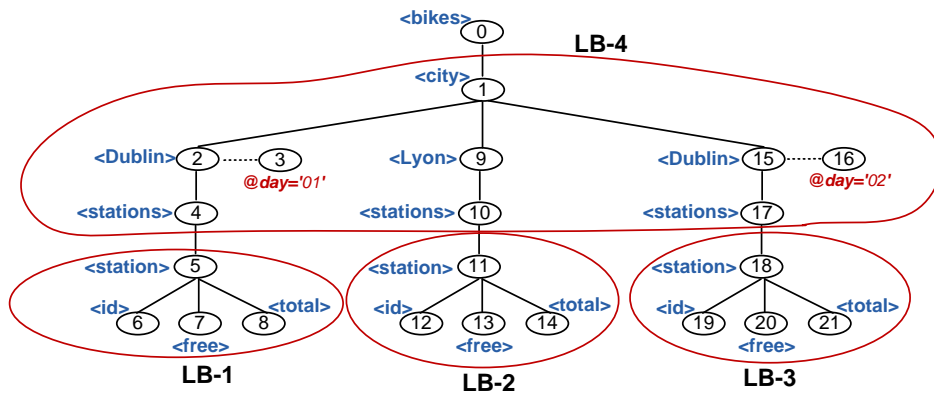 <bikes> 0
LB-4
<city> 1
<Dublin> 2 3 <Lyon> 9 <Dublin> 15 16
@day='01' @day='02'
<stations> 4 <stations> 10 <stations> 17
<station> 5 <station> 11 <station> 18
<id> <total> <id> <total> <id> <total>
6 7 8 12 13 14 19 20 21
<free> <free> <free>
LB-1 LB-2 LB-3